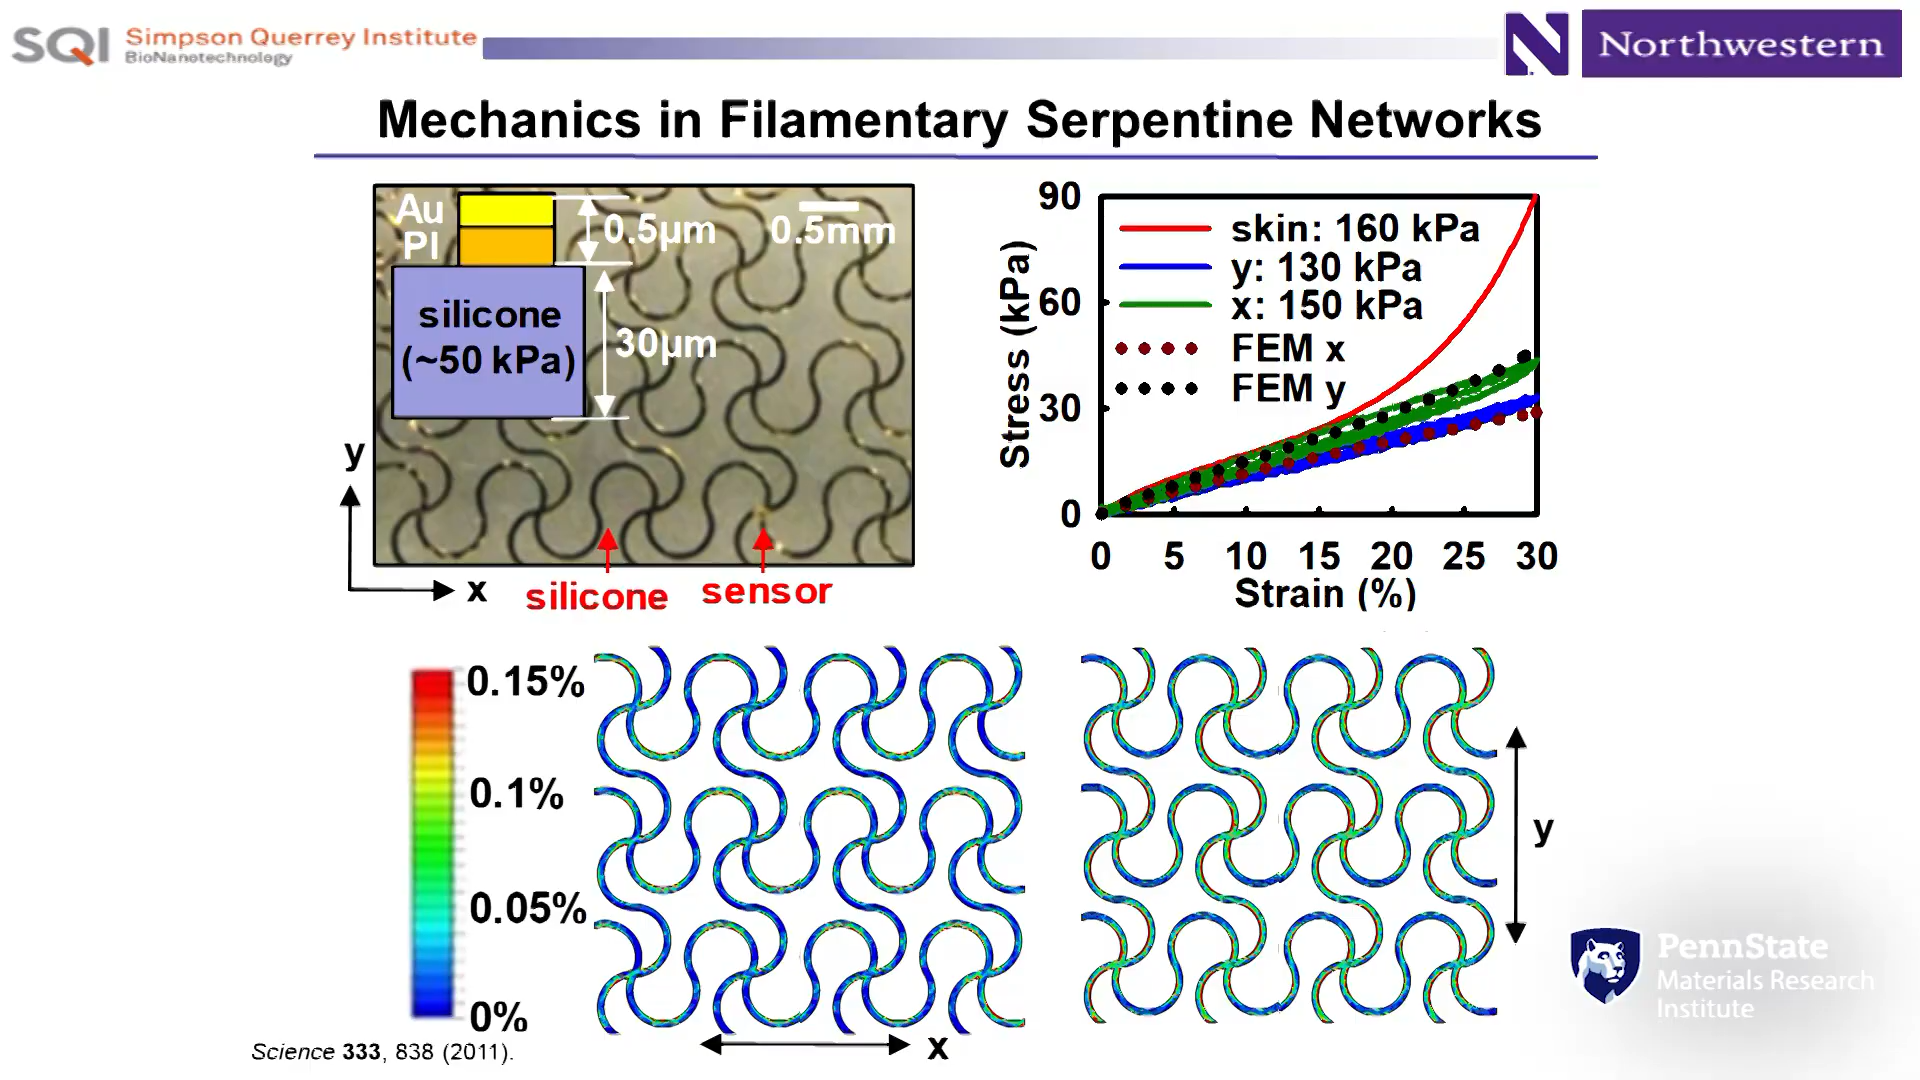 SQI Simpson Querrey Institute
BioNanotechnology
N Northwestern
Mechanics in Filamentary Serpentine Networks
Au
PI
0.5µm
0.5mm
silicone
(~50 kPa)
30µm
y
x
silicone
sensor
90
60
30
0
Stress (kPa)
skin: 160 kPa
y: 130 kPa
x: 150 kPa
FEM x
FEM y
0 5 10 15 20 25 30
Strain (%)
0.15%
0.1%
0.05%
0%
x
y
PennState
Materials Research
Institute
Science 333, 838 (2011).